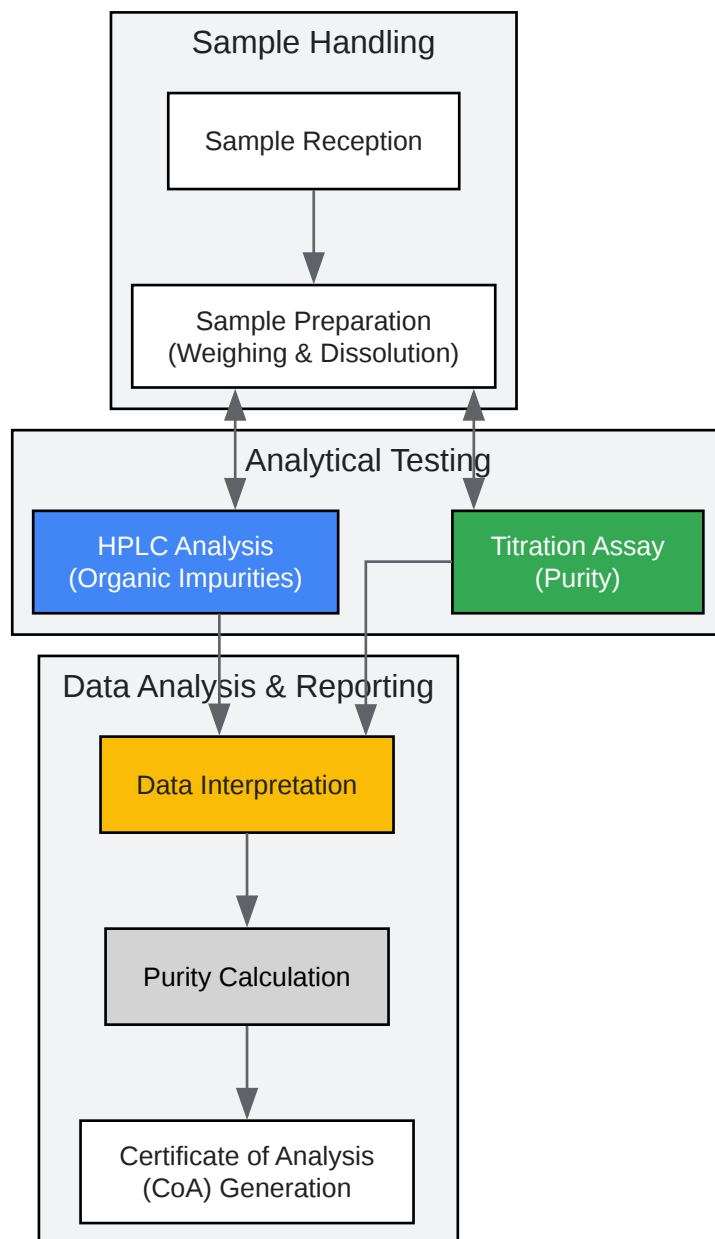 Sample Handling
Sample Reception
Sample Preparation
(Weighing & Dissolution)
Analytical Testing
HPLC Analysis
(Organic Impurities)
Titration Assay
(Purity)
Data Analysis & Reporting
Data Interpretation
Purity Calculation
Certificate of Analysis
(CoA) Generation